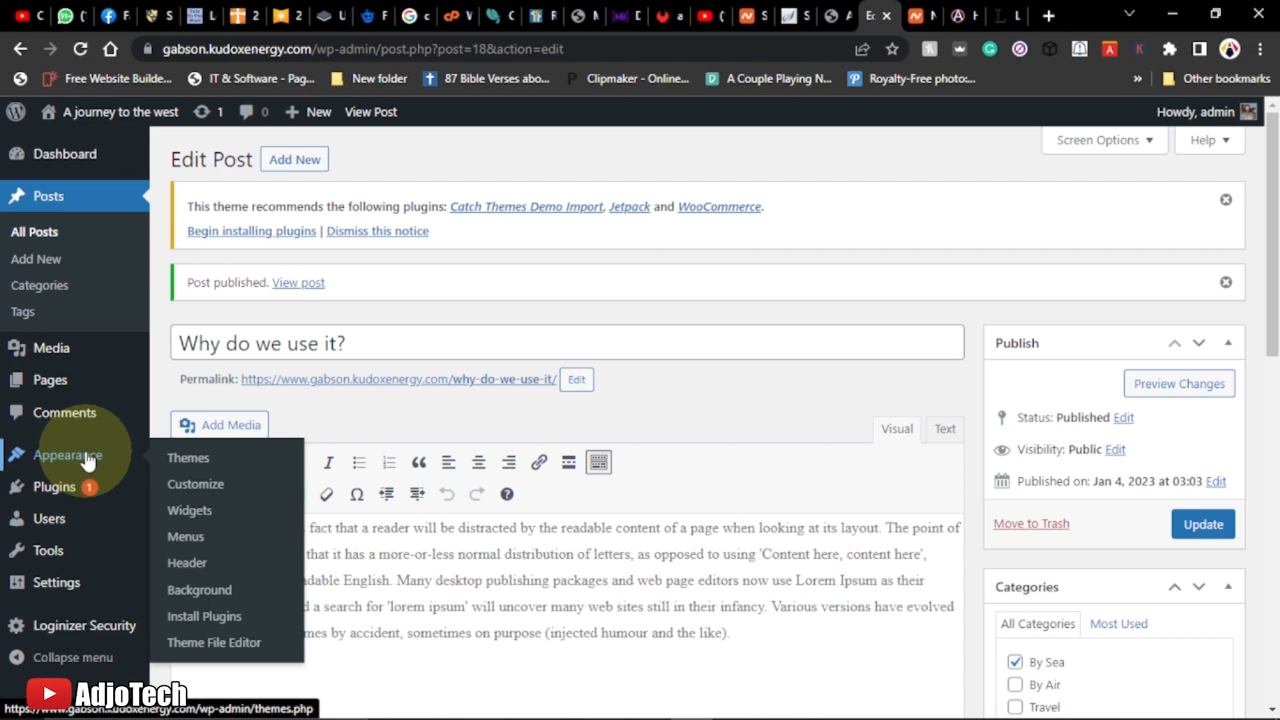 gabson.kudoxenergy.com/wp-admin/post.php?post=18&action=edit
Free Website Builde...
IT & Software - Pag...
New folder
87 Bible Verses abo...
Clipmaker - Online...
A Couple Playing N...
Royalty-Free photo:...
»
Other bookmarks
A journey to the west
1
0
New
View Post
Howdy, admin
Dashboard
Posts
All Posts
Add New
Categories
Tags
Media
Pages
Comments
Appearance
Plugins 1
Users
Tools
Settings
Loginizer Security
Collapse menu
Themes
Customize
Widgets
Menus
Header
Background
Install Plugins
Theme File Editor
Screen Options
Help
Edit Post
Add New
This theme recommends the following plugins: Catch Themes Demo Import, Jetpack and WooCommerce.
Begin installing plugins | Dismiss this notice
Post published. View post
Why do we use it?
Permalink: https://www.gabson.kudoxenergy.com/why-do-we-use-it/ Edit
Add Media
Visual
Text
fact that a reader will be distracted by the readable content of a page when looking at its layout. The point of
that it has a more-or-less normal distribution of letters, as opposed to using 'Content here, content here',
adable English. Many desktop publishing packages and web page editors now use Lorem Ipsum as their
d a search for 'lorem ipsum' will uncover many web sites still in their infancy. Various versions have evolved
mes by accident, sometimes on purpose (injected humour and the like).
Publish
Preview Changes
Status: Published Edit
Visibility: Public Edit
Published on: Jan 4, 2023 at 03:03 Edit
Move to Trash
Update
Categories
All Categories
Most Used
By Sea
By Air
Travel
AdjoTech
https://www.gabson.kudoxenergy.com/wp-admin/themes.php